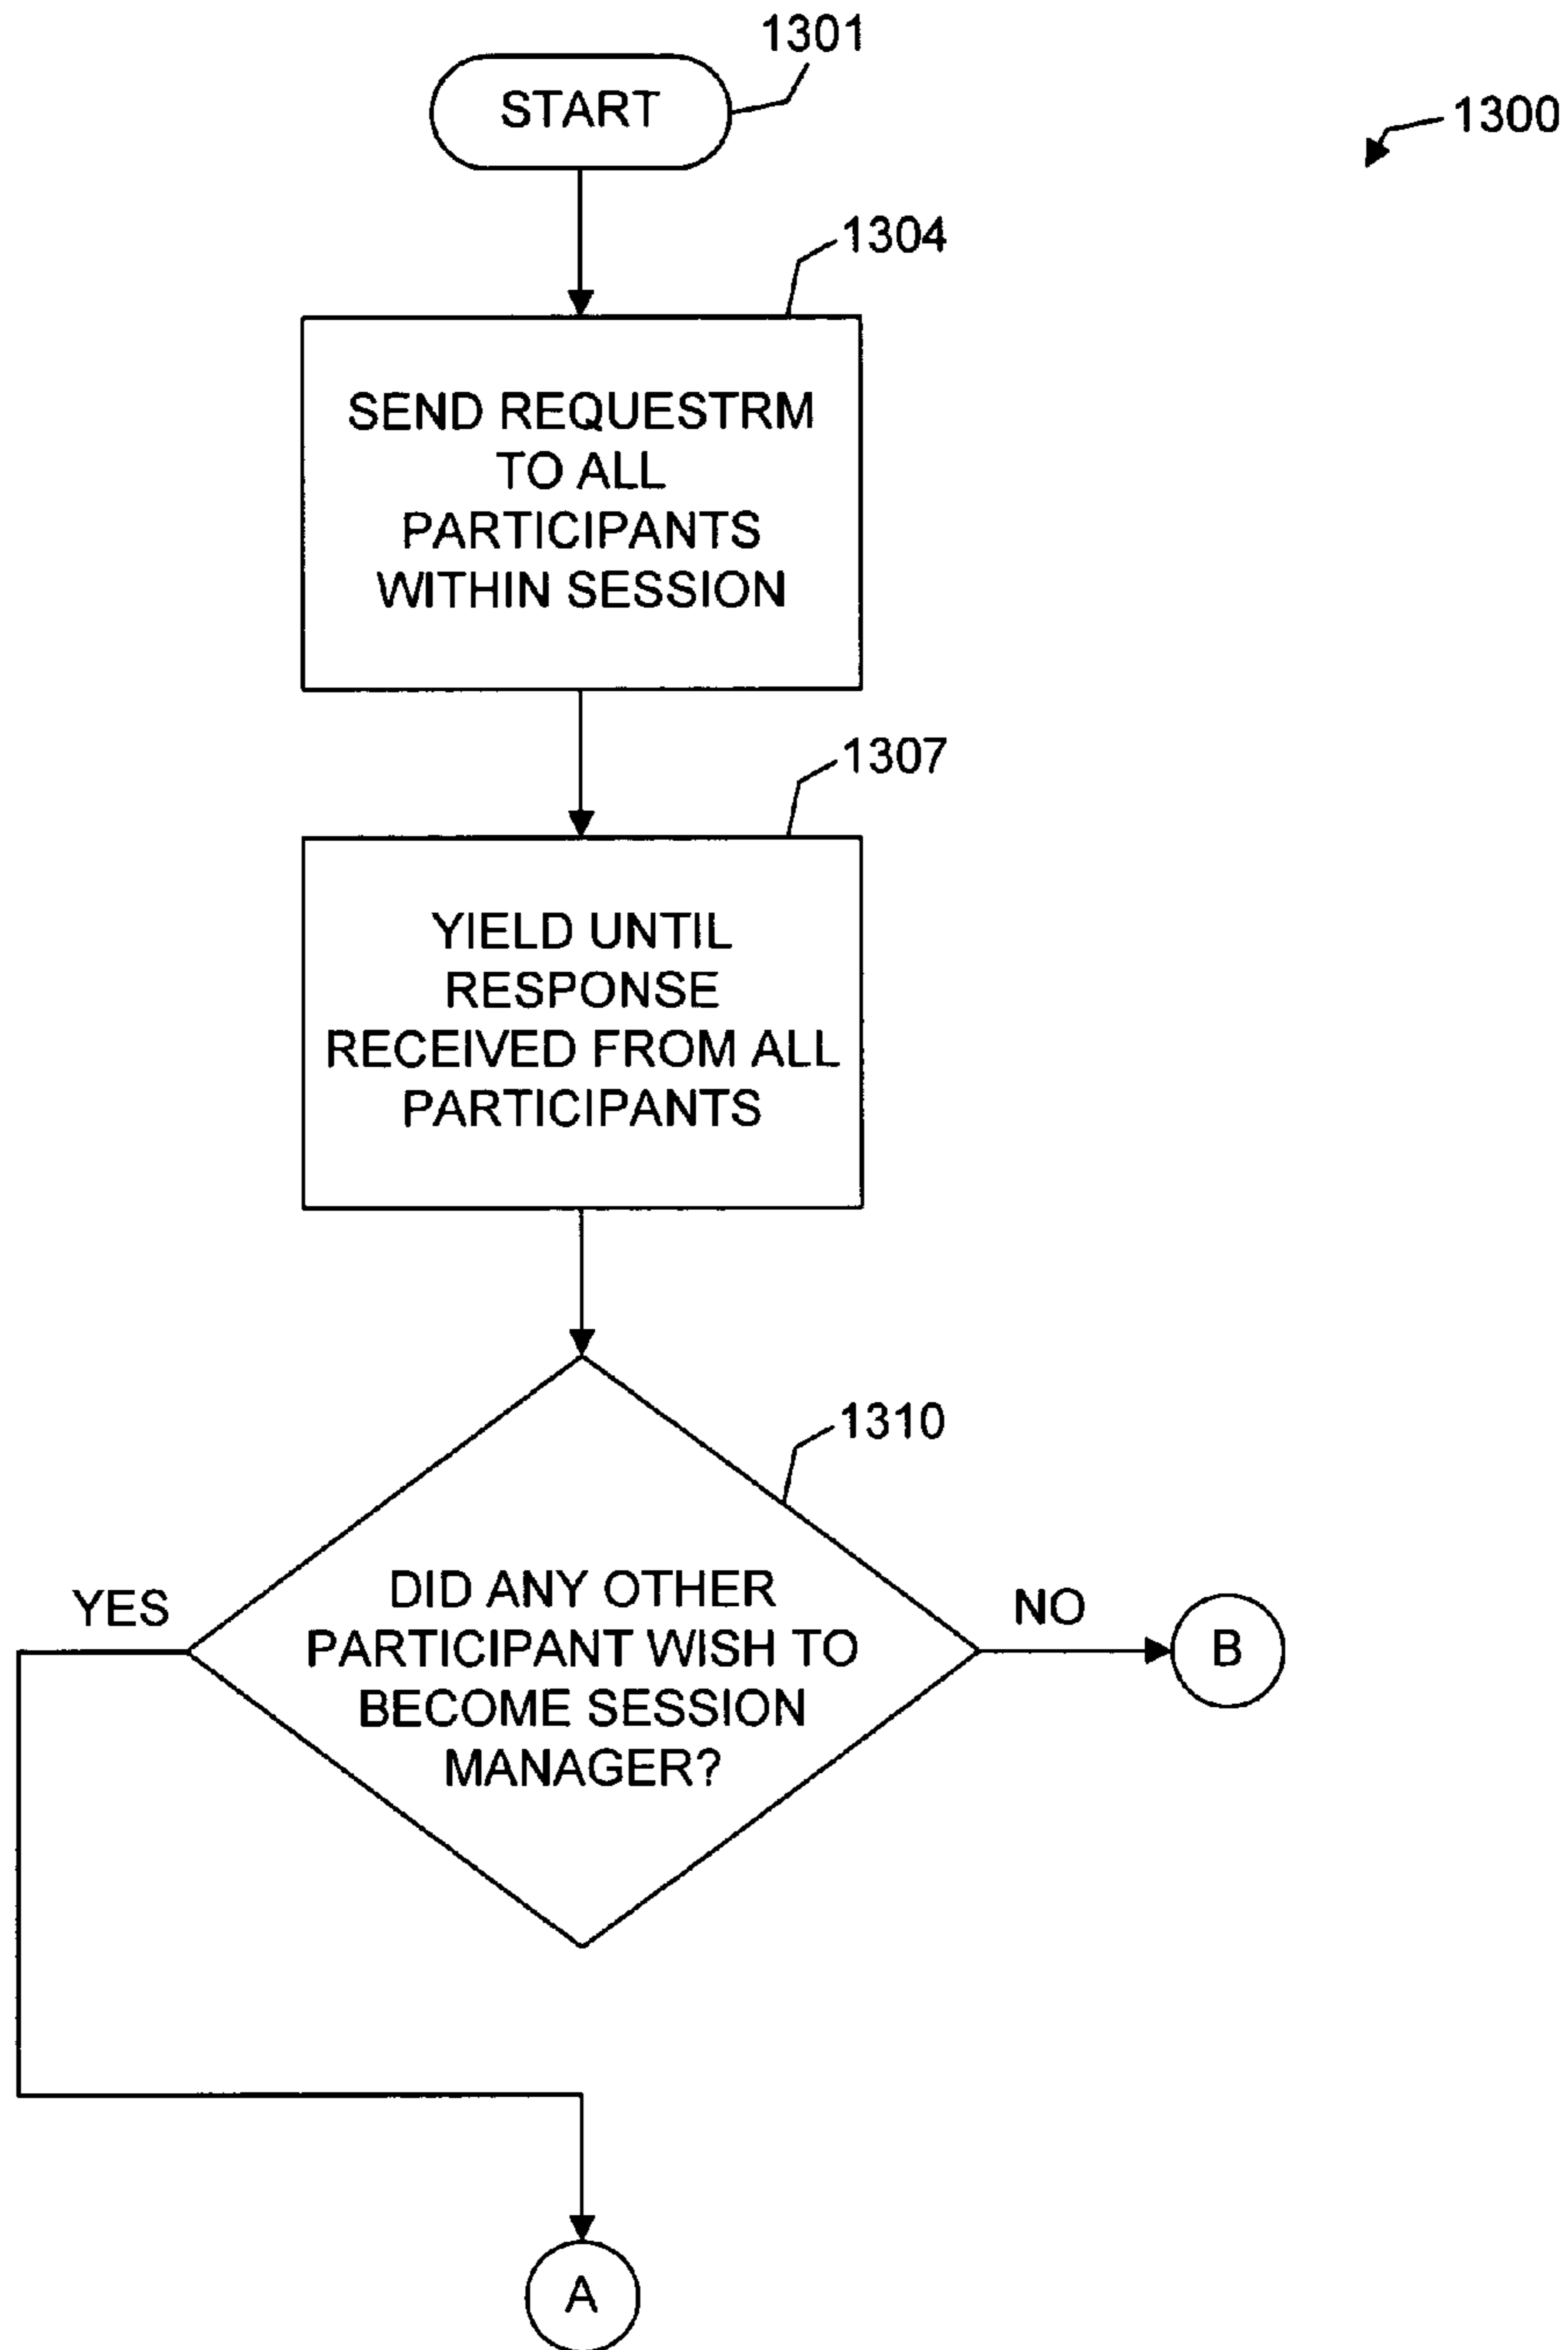 1301
START
1300
1304
SEND REQUESTRM
TO ALL
PARTICIPANTS
WITHIN SESSION
1307
YIELD UNTIL
RESPONSE
RECEIVED FROM ALL
PARTICIPANTS
1310
DID ANY OTHER
PARTICIPANT WISH TO
BECOME SESSION
MANAGER?
YES
NO
B
A